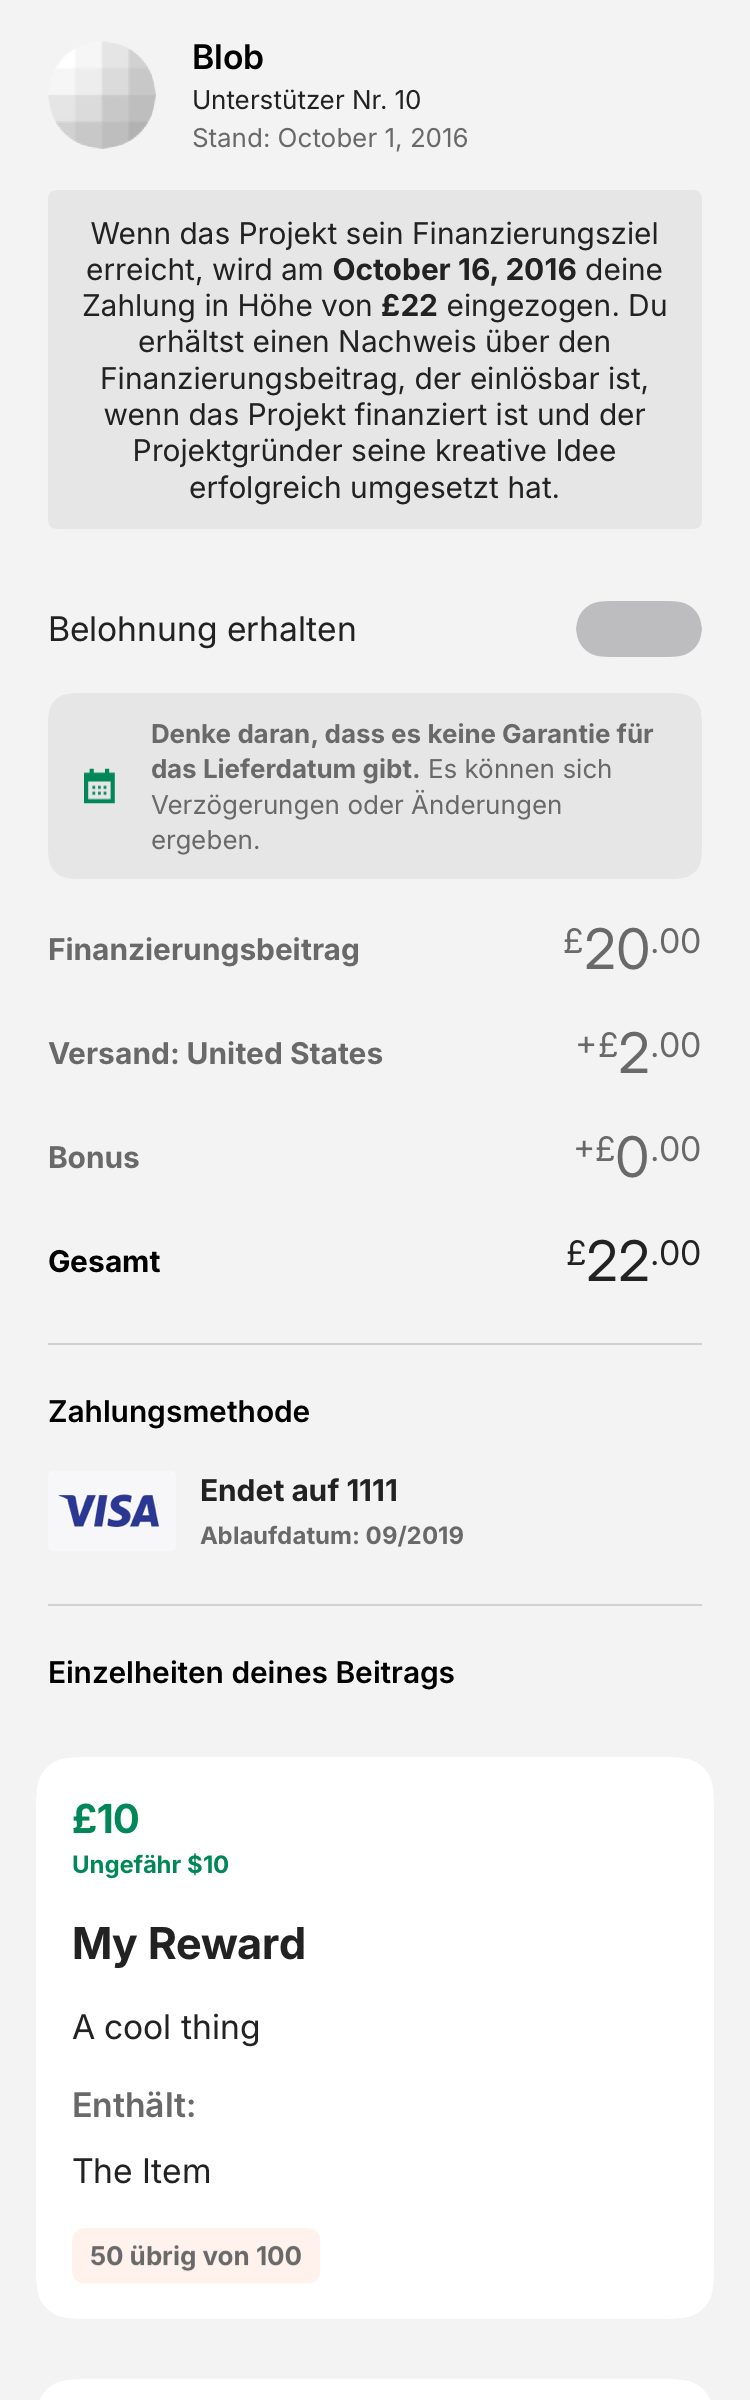 Blob
Unterstützer Nr. 10
Stand: October 1, 2016
Wenn das Projekt sein Finanzierungsziel
erreicht, wird am October 16, 2016 deine
Zahlung in Höhe von £22 eingezogen. Du
erhältst einen Nachweis über den
Finanzierungsbeitrag, der einlösbar ist,
wenn das Projekt finanziert ist und der
Projektgründer seine kreative Idee
erfolgreich umgesetzt hat.
Belohnung erhalten
Denke daran, dass es keine Garantie für
das Lieferdatum gibt. Es können sich
Verzögerungen oder Änderungen
ergeben.
Finanzierungsbeitrag £20.00
Versand: United States +£2.00
Bonus +£0.00
Gesamt £22.00
Zahlungsmethode
VISA
Endet auf 1111
Ablaufdatum: 09/2019
Einzelheiten deines Beitrags
£10
Ungefähr $10
My Reward
A cool thing
Enthält:
The Item
50 übrig von 100